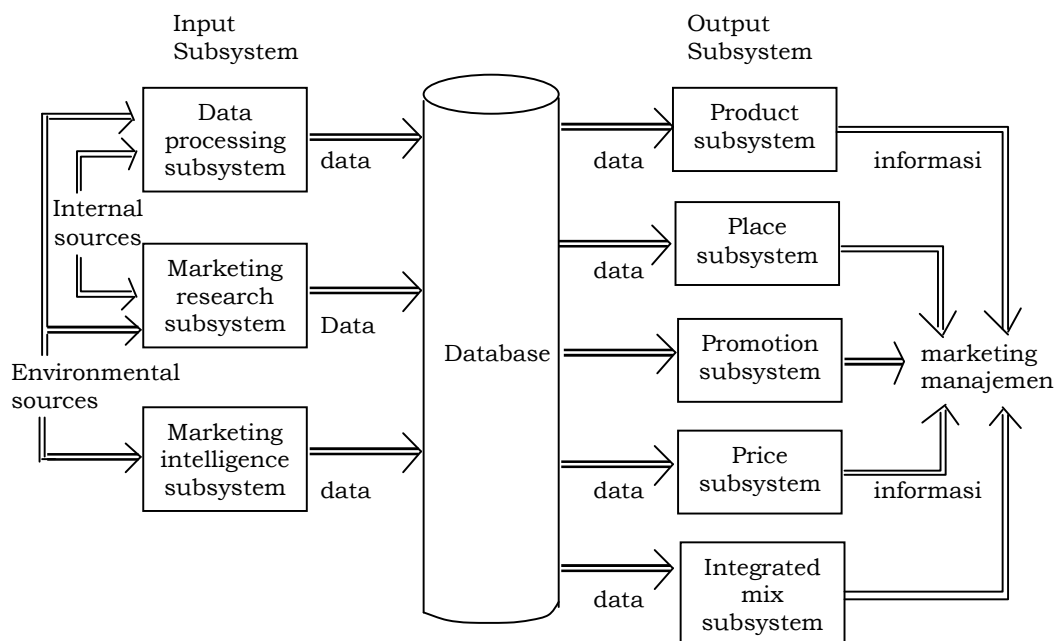 Input
Subsystem
Output
Subsystem
Data
processing
subsystem
data
Internal
sources
Marketing
research
subsystem
Data
Environmental
sources
Marketing
intelligence
subsystem
data
Database
data
Product
subsystem
informasi
data
Place
subsystem
Promotion
subsystem
marketing
manajemen
data
Price
subsystem
informasi
data
Integrated
mix
subsystem